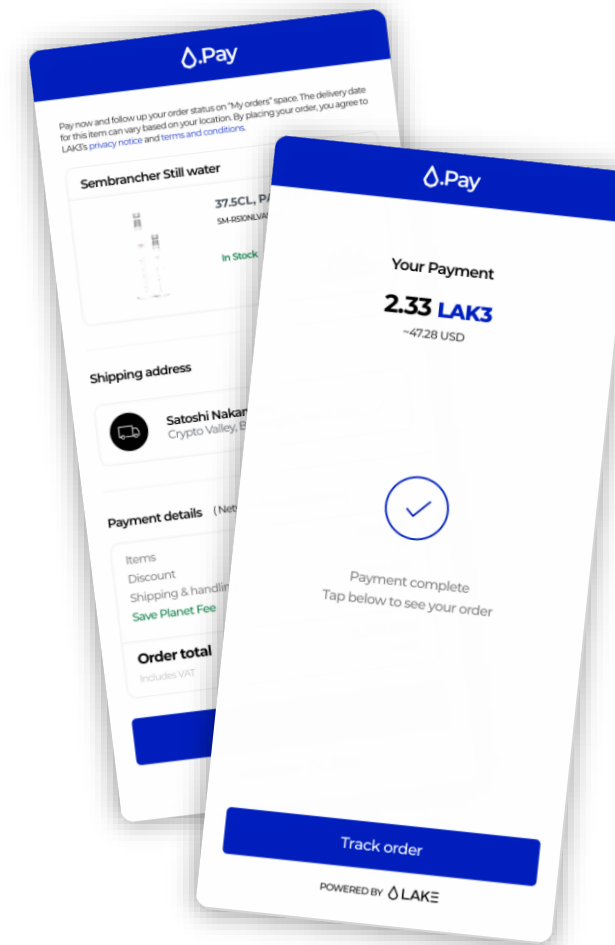 .Pay
Pay now and follow up your order status on "My orders" space. The delivery date
for this item can vary based on your location. By placing your order, you agree to
LAK3's privacy notice and terms and conditions.
Sembrancher Still water
37.5CL,
In Stock
Shipping address
Satoshi
Crypto Valley,
Payment details
Items
Discount
Shipping &
Save Planet Fee
Order total
Includes VAT
.Pay
Your Payment
2.33 LAK3
~47.28 USD
Payment complete
Tap below to see your order
Track order
POWERED BY LAKE